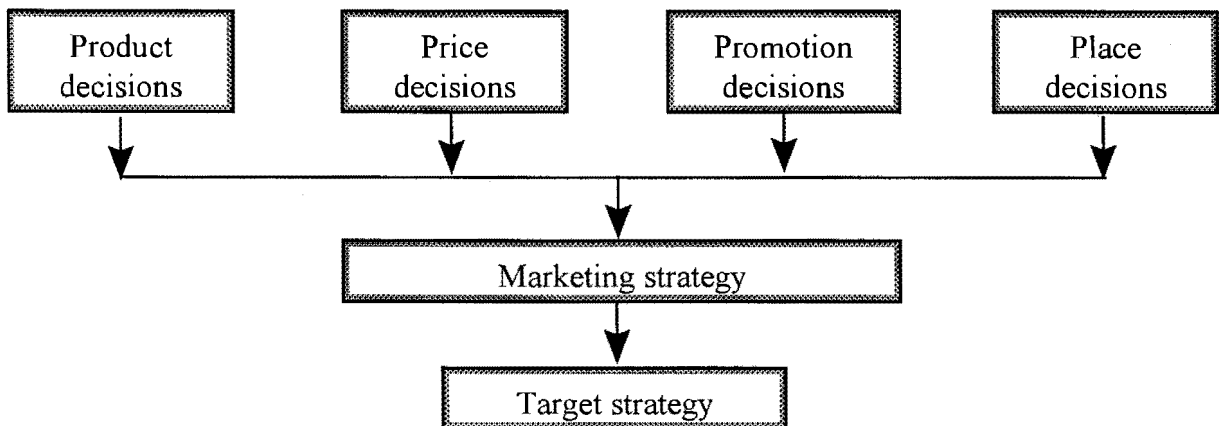 Product
decisions
Price
decisions
Promotion
decisions
Place
decisions
Marketing strategy
Target strategy